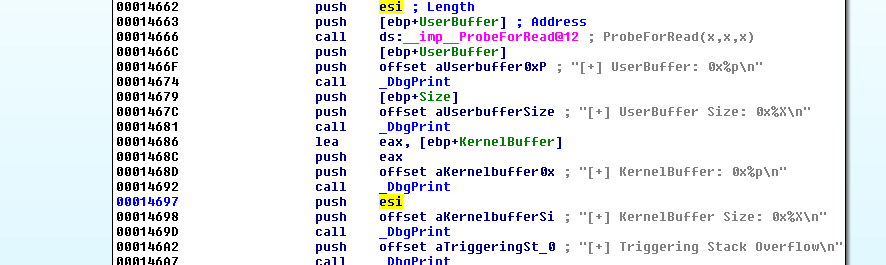 00014662 push esi ; Length
00014663 push [ebp+UserBuffer] ; Address
00014666 call ds:__imp__ProbeForRead@12 ; ProbeForRead(x,x,x)
0001466C push [ebp+UserBuffer]
0001466F push offset aUserbuffer0xP ; "[+] UserBuffer: 0x%p\n"
00014674 call _DbgPrint
00014679 push [ebp+Size]
0001467C push offset aUserbufferSize ; "[+] UserBuffer Size: 0x%X\n"
00014681 call _DbgPrint
00014686 lea eax, [ebp+KernelBuffer]
0001468C push eax
0001468D push offset aKernelbuffer0x ; "[+] KernelBuffer: 0x%p\n"
00014692 call _DbgPrint
00014697 push esi
00014698 push offset aKernelbufferSi ; "[+] KernelBuffer Size: 0x%X\n"
0001469D call _DbgPrint
000146A2 push offset aTriggeringSt_0 ; "[+] Triggering Stack Overflow\n"
000146A7 call _DbgPrint